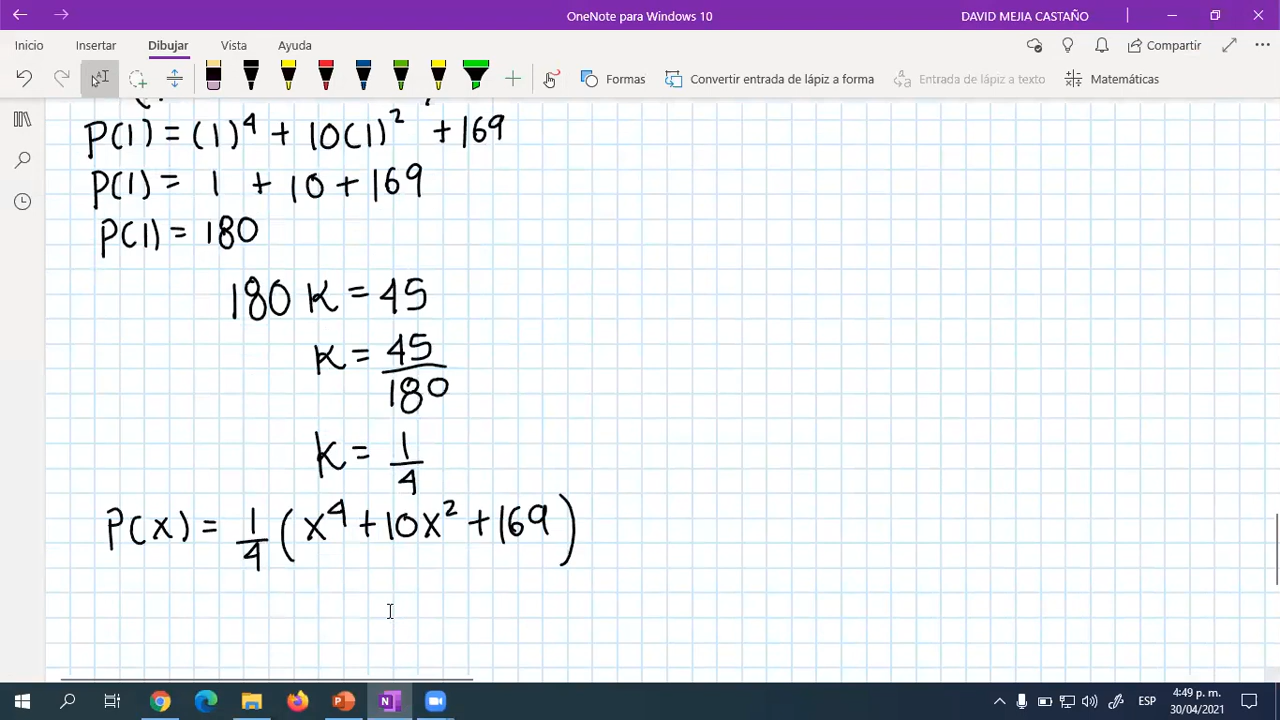 OneNote para Windows 10
DAVID MEJIA CASTAÑO
Inicio Insertar Dibujar Vista Ayuda
Compartir
Formas Convertir entrada de lápiz a forma Entrada de lápiz a texto Matemáticas
P(1) = (1)⁴ + 10(1)² + 169
P(1) = 1 + 10 + 169
P(1) = 180
180 K = 45
K = 45/180
K = 1/4
P(x) = 1/4 (x⁴ + 10x² + 169)
ESP
4:49 p. m.
30/04/2021